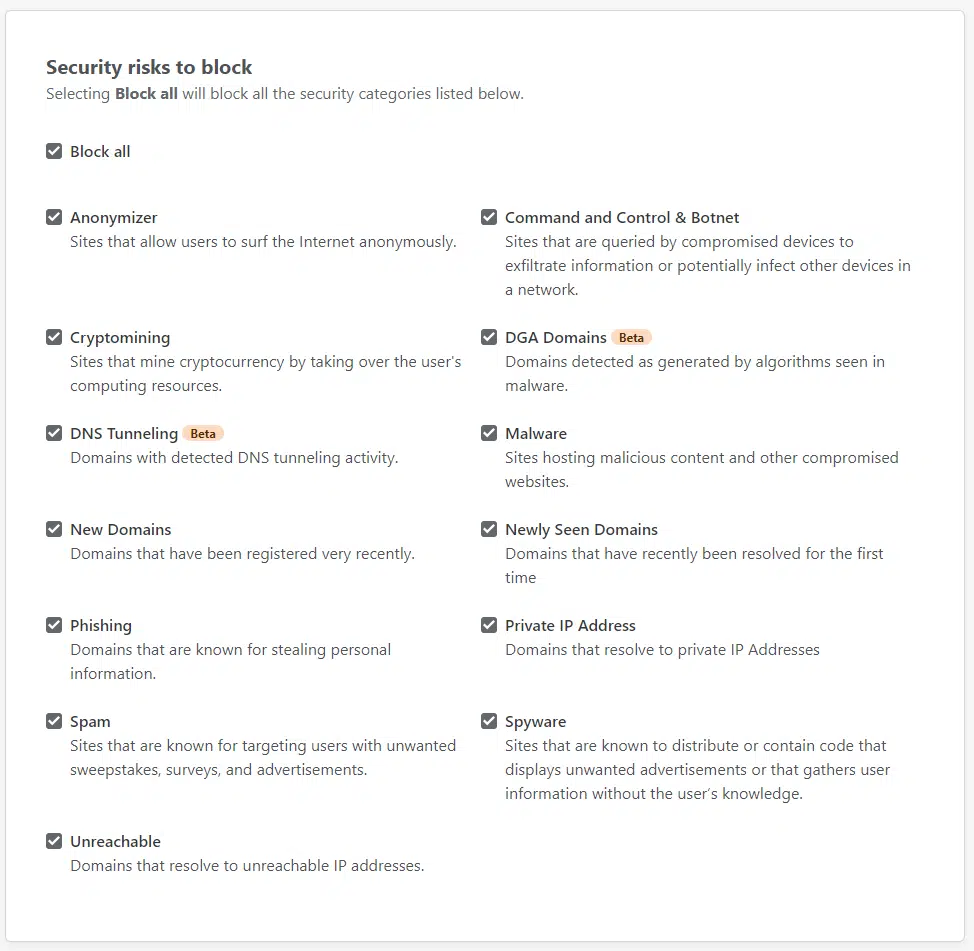 Security risks to block
Selecting Block all will block all the security categories listed below.
Block all
Anonymizer
Sites that allow users to surf the Internet anonymously.
Command and Control & Botnet
Sites that are queried by compromised devices to
exfiltrate information or potentially infect other devices in
a network.
Cryptomining
Sites that mine cryptocurrency by taking over the user's
computing resources.
DGA Domains Beta
Domains detected as generated by algorithms seen in
malware.
DNS Tunneling Beta
Domains with detected DNS tunneling activity.
Malware
Sites hosting malicious content and other compromised
websites.
New Domains
Domains that have been registered very recently.
Newly Seen Domains
Domains that have recently been resolved for the first
time
Phishing
Domains that are known for stealing personal
information.
Private IP Address
Domains that resolve to private IP Addresses
Spam
Sites that are known for targeting users with unwanted
sweepstakes, surveys, and advertisements.
Spyware
Sites that are known to distribute or contain code that
displays unwanted advertisements or that gathers user
information without the user's knowledge.
Unreachable
Domains that resolve to unreachable IP addresses.